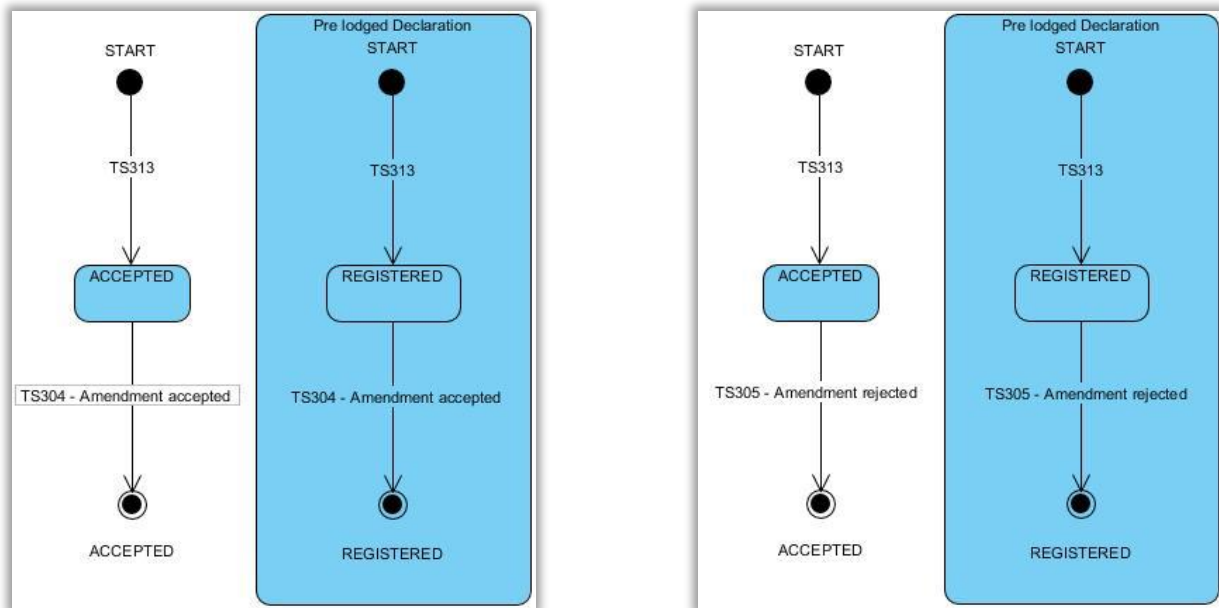 START
TS313
ACCEPTED
TS304 - Amendment accepted
ACCEPTED
Pre lodged Declaration
START
TS313
REGISTERED
TS304 - Amendment accepted
REGISTERED
START
TS313
ACCEPTED
TS305 - Amendment rejected
ACCEPTED
Pre lodged Declaration
START
TS313
REGISTERED
TS305 - Amendment rejected
REGISTERED